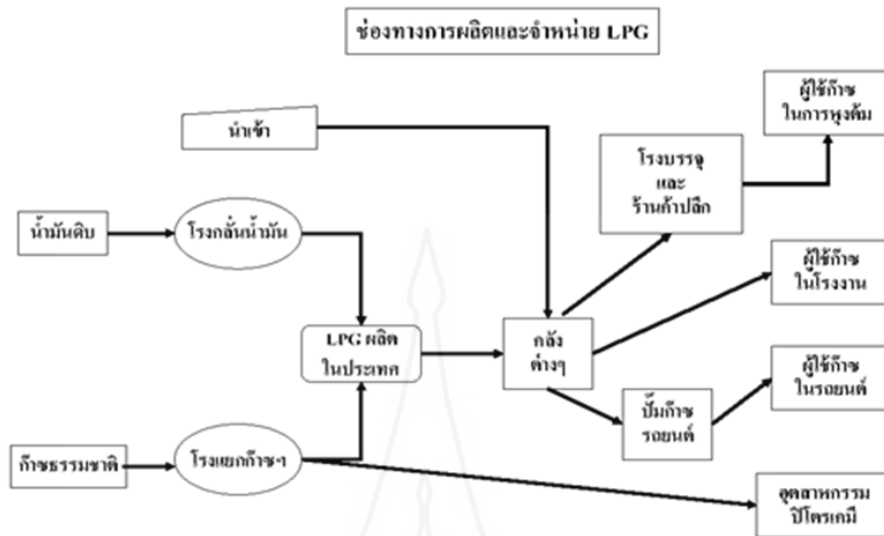 ช่องทางการผลิตและจำหน่าย LPG
นำเข้า
น้ำมันดิบ
โรงกลั่นน้ำมัน
LPG ผลิต
ในประเทศ
ก๊าซธรรมชาติ
โรงแยกก๊าซฯ
คลัง
ต่างๆ
โรงบรรจุ
และ
ร้านค้าปลีก
ผู้ใช้ก๊าซ
ในการหุงต้ม
ผู้ใช้ก๊าซ
ในโรงงาน
ปั๊มก๊าซ
รถยนต์
ผู้ใช้ก๊าซ
ในรถยนต์
อุตสาหกรรม
ปิโตรเคมี